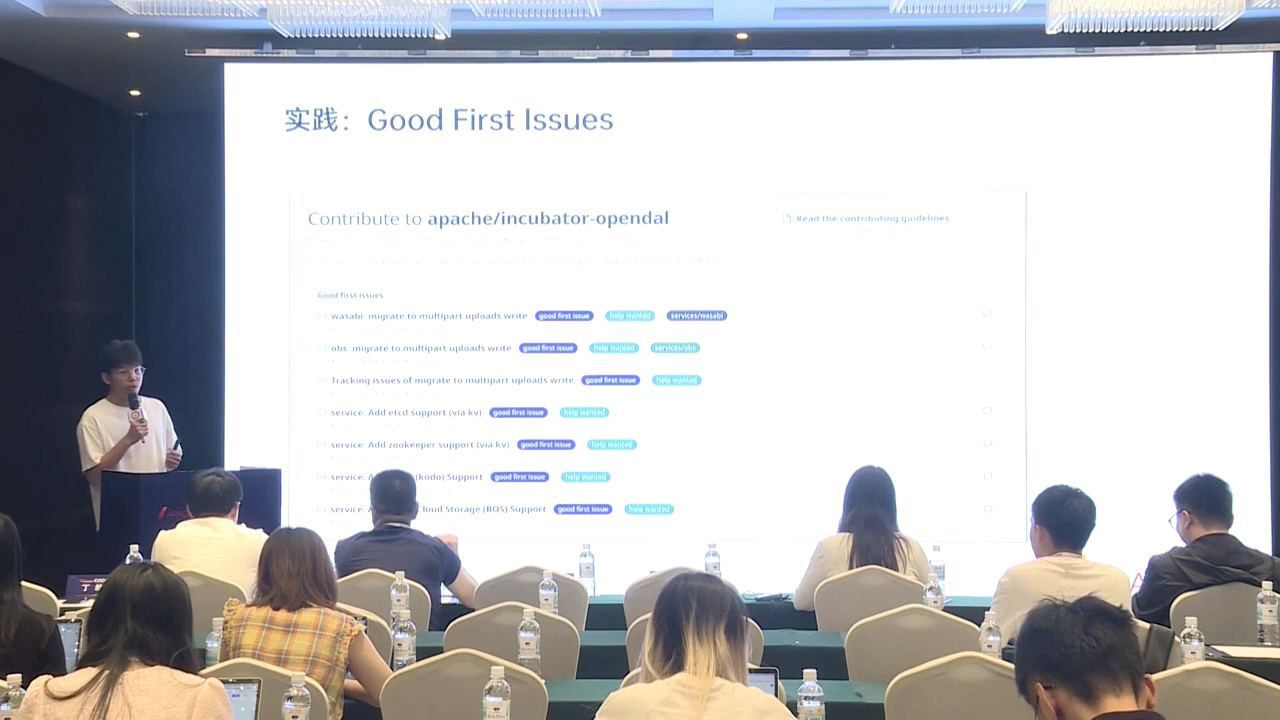 实践：Good First Issues
Contribute to apache/incubator-opendal
Read the contributing guidelines
Good first issues
wasabi: migrate to multipart uploads write good first issue help wanted services/wasabi
obs: migrate to multipart uploads write good first issue help wanted services/obs
Tracking issues of migrate to multipart uploads write good first issue help wanted
service: Add etcd support (via kv) good first issue help wanted
service: Add zookeeper support (via kv) good first issue help wanted
service: (kodo) Support good first issue help wanted
service: Cloud Storage (BOS) Support good first issue help wanted